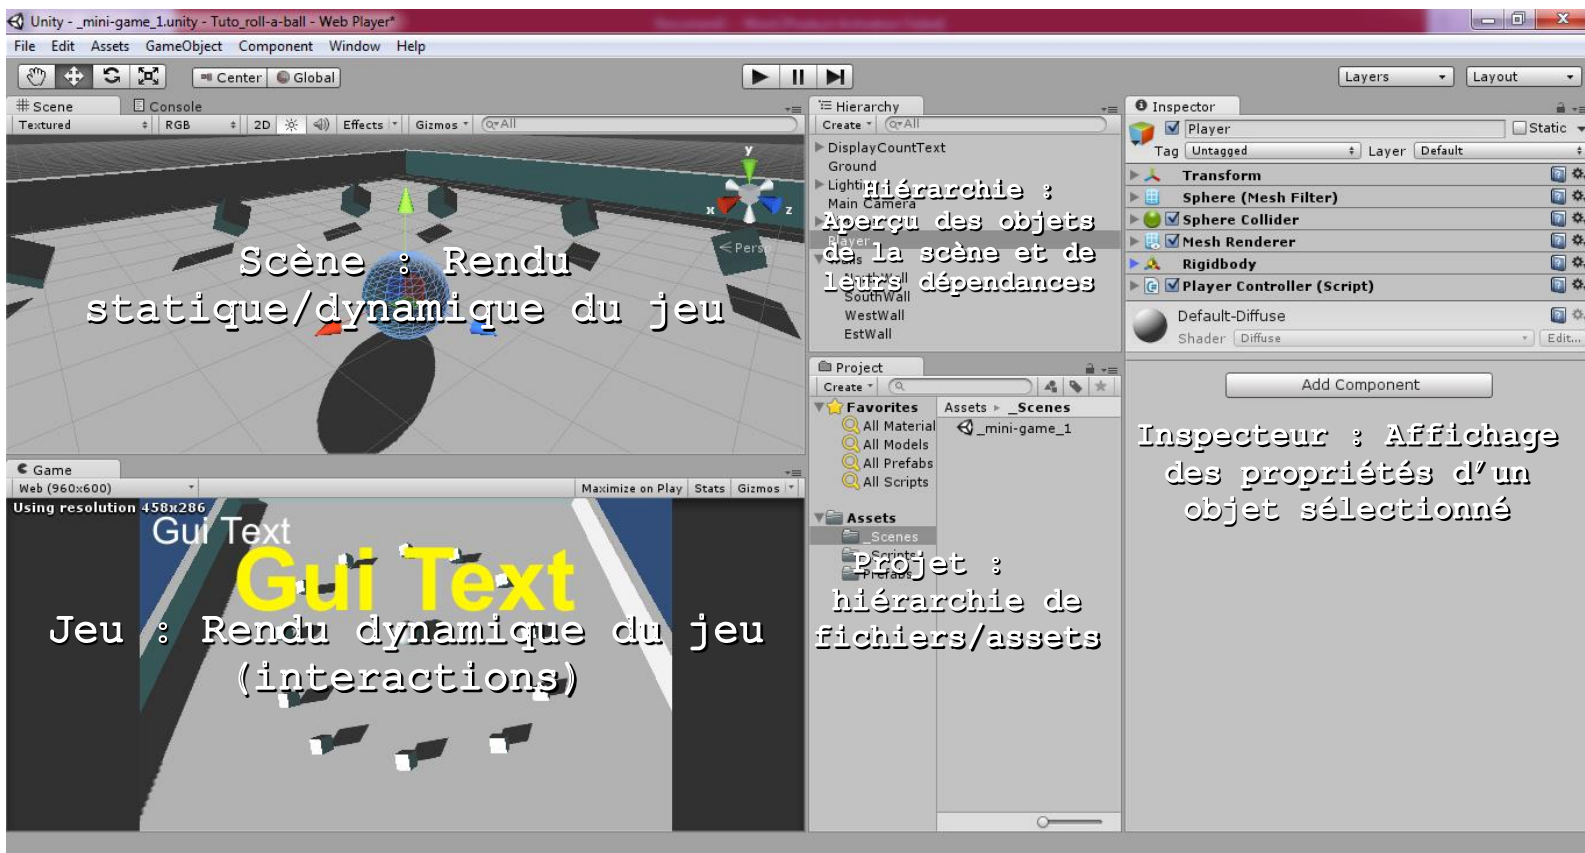 Unity - _mini-game_1.unity - Tuto_roll-a-ball - Web Player*
File Edit Assets GameObject Component Window Help
Center Global
Layers Layout
Scene Console
Textured RGB 2D Effects Gizmos All
Persp
y
x
z
Scène : Rendu
statique/dynamique du jeu
Game
Web (960x600) Maximize on Play Stats Gizmos
Using resolution 458x286
Gui Text
Gui Text
Jeu : Rendu dynamique du jeu
(interactions)
Hierarchy
Create All
DisplayCountText
Ground
Main Camera
Player
SouthWall
WestWall
EstWall
Hiérarchie :
Aperçu des objets
de la scène et de
leurs dépendances
Project
Create
Favorites
All Material
All Models
All Prefabs
All Scripts
Assets
_Scenes
Assets _Scenes
_mini-game_1
Projet :
hiérarchie de
fichiers/assets
Inspector
Player Static
Tag Untagged Layer Default
Transform
Sphere (Mesh Filter)
Sphere Collider
Mesh Renderer
Rigidbody
Player Controller (Script)
Default-Diffuse
Shader Diffuse Edit...
Add Component
Inspecteur : Affichage
des propriétés d'un
objet sélectionné